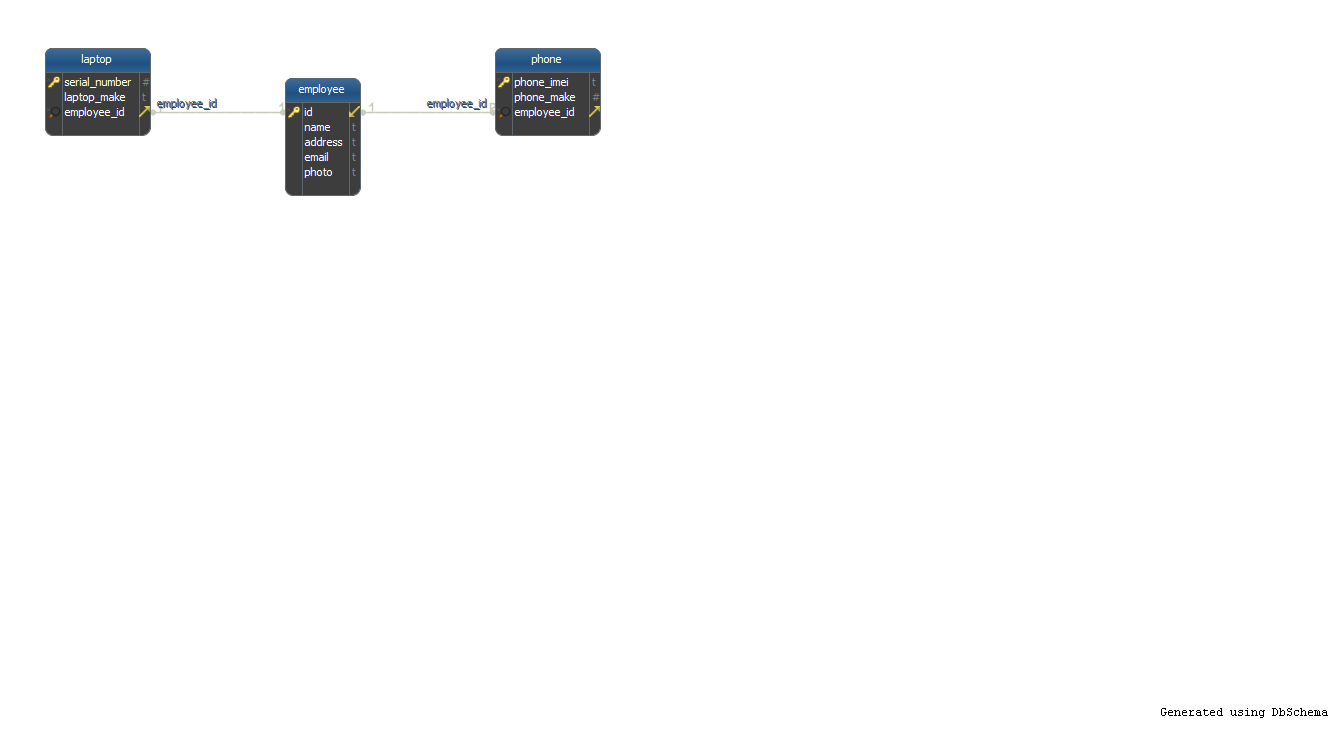 laptop
serial_number #
laptop_make t
employee_id
employee_id
1
employee
id
name t
address t
email t
photo t
1
employee_id
phone
phone_imei t
phone_make #
employee_id
Generated using DbSchema